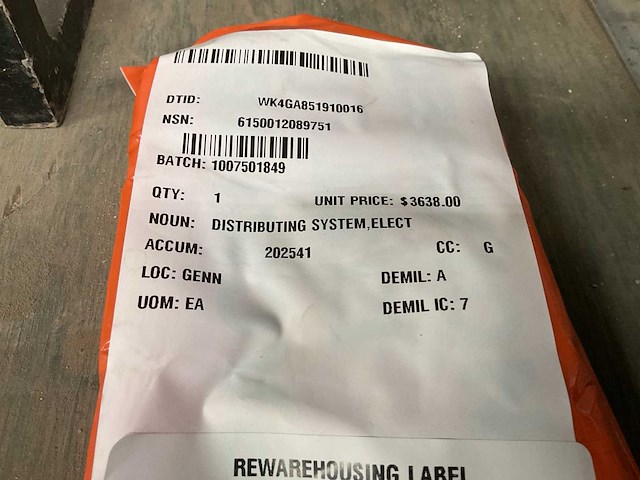 DTID: WK4GA851910016
NSN: 6150012089751
BATCH: 1007501849
QTY: 1 UNIT PRICE: $3638.00
NOUN: DISTRIBUTING SYSTEM,ELECT
ACCUM: 202541 CC: G
LOC: GENN DEMIL: A
UOM: EA DEMIL IC: 7
REWAREHOUSING LABEL